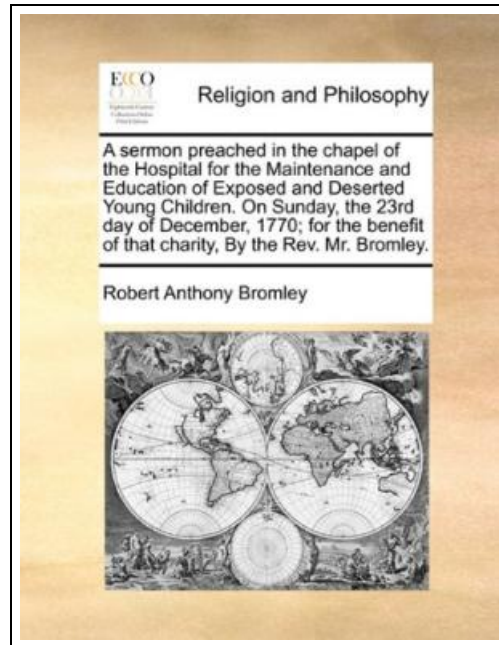 ECCO
Religion and Philosophy
A sermon preached in the chapel of
the Hospital for the Maintenance and
Education of Exposed and Deserted
Young Children. On Sunday, the 23rd
day of December, 1770; for the benefit
of that charity, By the Rev. Mr. Bromley.
Robert Anthony Bromley